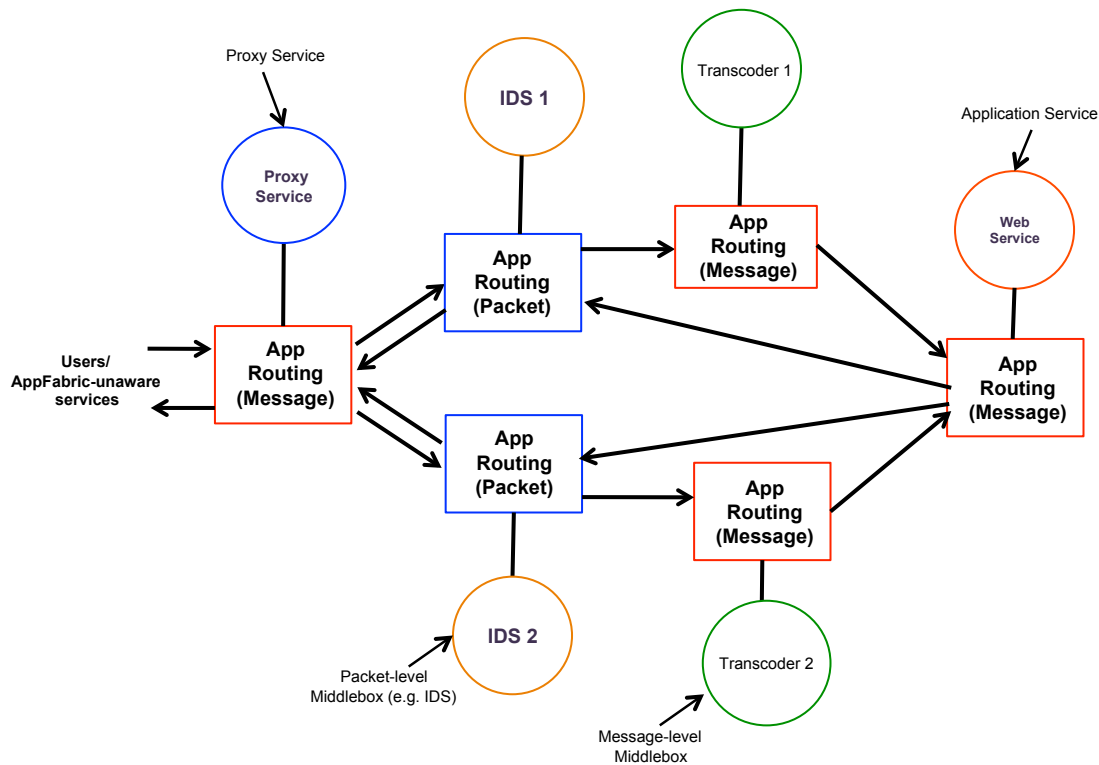 Proxy Service
IDS 1
Transcoder 1
Application Service
Proxy
Service
App
Routing
(Message)
Web
Service
App
Routing
(Packet)
Users/
AppFabric-unaware
services
App
Routing
(Message)
App
Routing
(Message)
App
Routing
(Packet)
App
Routing
(Message)
IDS 2
Transcoder 2
Packet-level
Middlebox (e.g. IDS)
Message-level
Middlebox